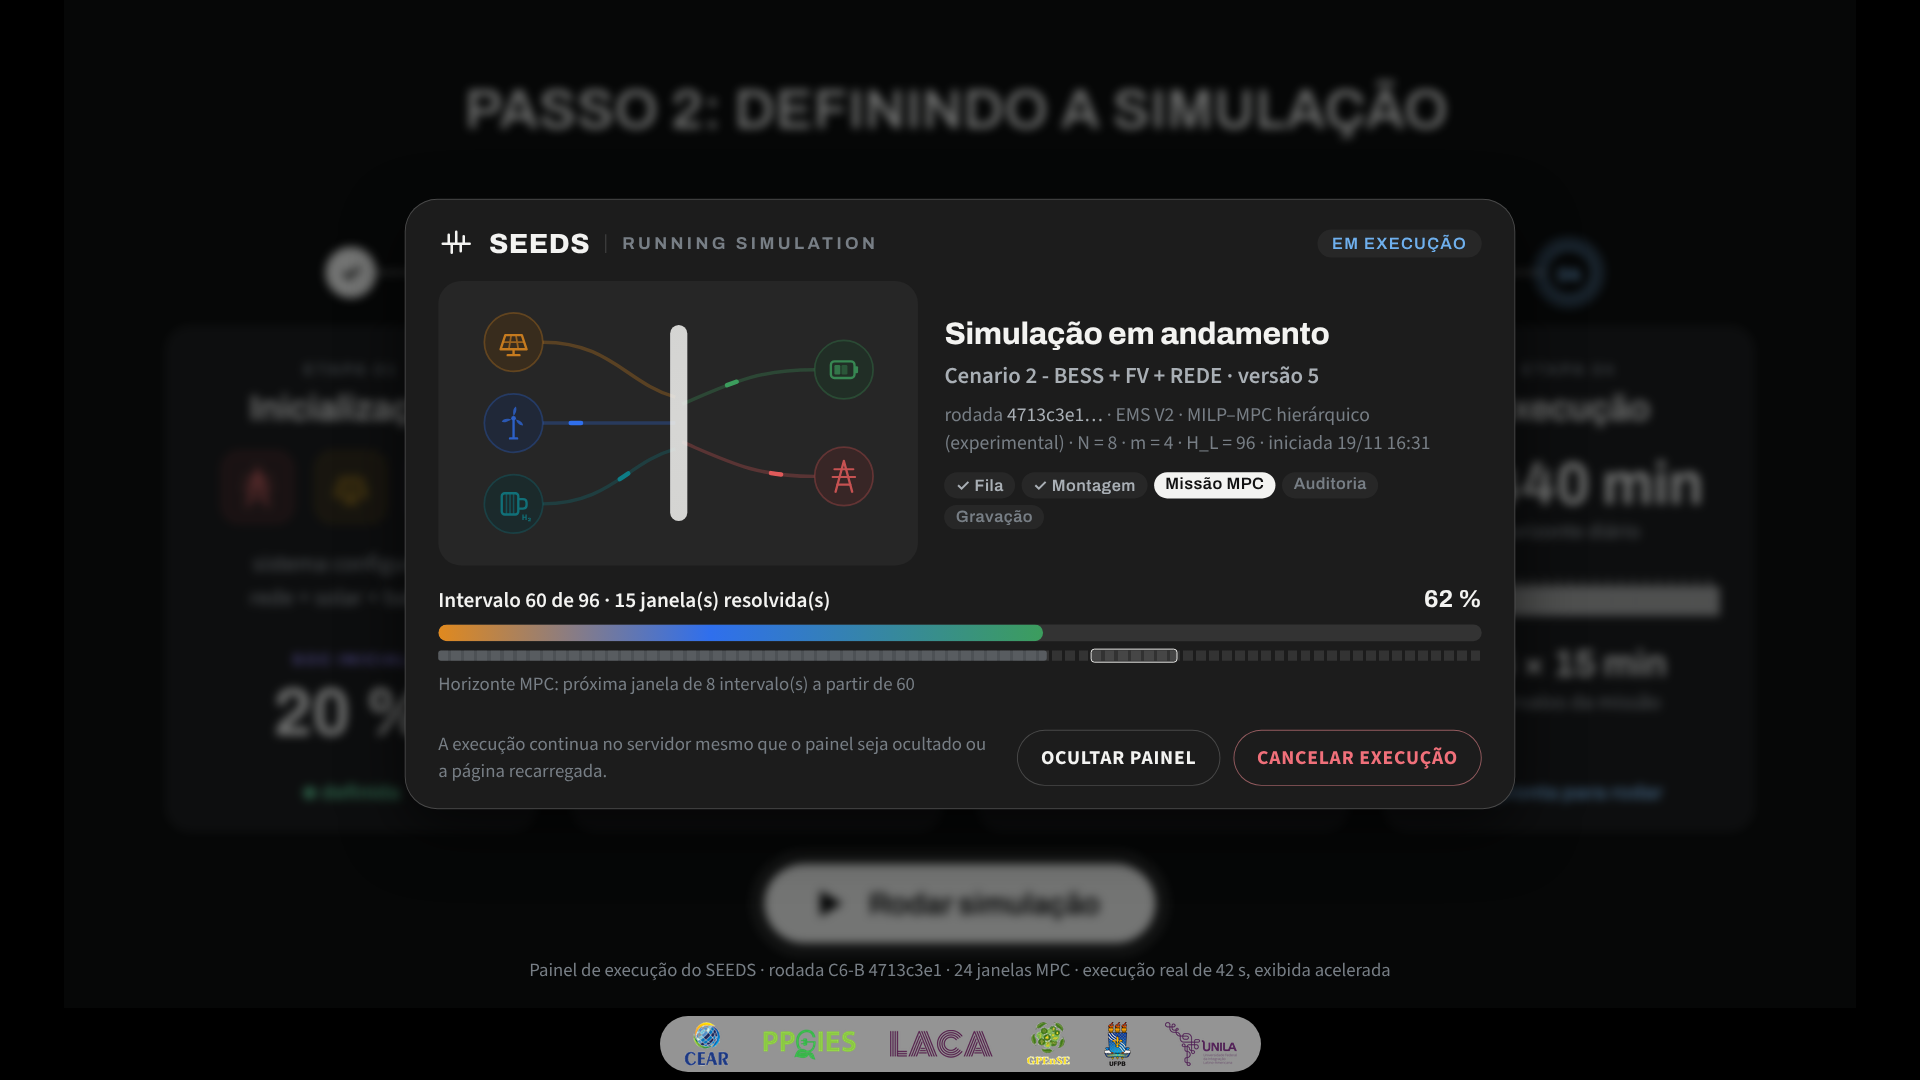 PASSO 2: DEFININDO A SIMULAÇÃO
SEEDS
RUNNING SIMULATION
EM EXECUÇÃO
H₂
Simulação em andamento
Cenario 2 - BESS + FV + REDE · versão 5
rodada 4713c3e1… · EMS V2 · MILP–MPC hierárquico
(experimental) · N = 8 · m = 4 · H_L = 96 · iniciada 19/11 16:31
✓ Fila
✓ Montagem
Missão MPC
Auditoria
Gravação
Intervalo 60 de 96 · 15 janela(s) resolvida(s)
62 %
Horizonte MPC: próxima janela de 8 intervalo(s) a partir de 60
A execução continua no servidor mesmo que o painel seja ocultado ou
a página recarregada.
OCULTAR PAINEL
CANCELAR EXECUÇÃO
20 %
40 min
× 15 min
Rodar simulação
Painel de execução do SEEDS · rodada C6-B 4713c3e1 · 24 janelas MPC · execução real de 42 s, exibida acelerada
CEAR
PPGIES
LACA
GPEnSE
UFPB
UNILA